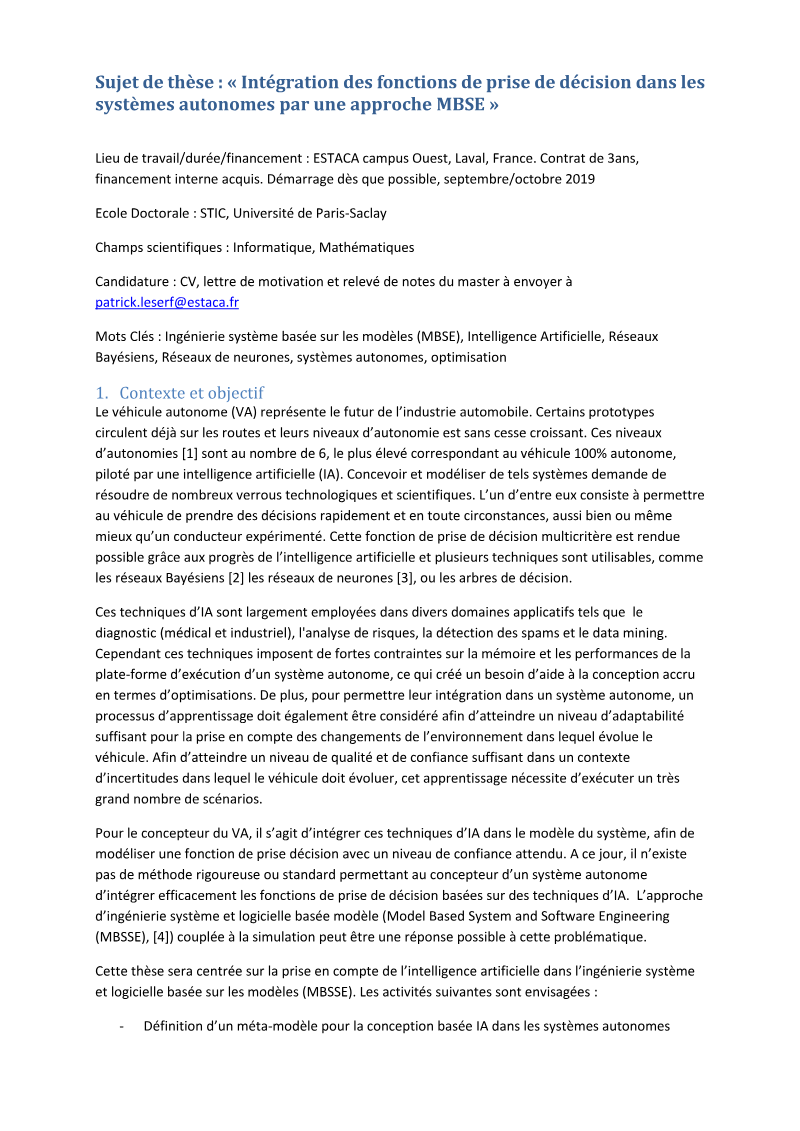 Sujet de thèse : « Intégration des fonctions de prise de décision dans les
systèmes autonomes par une approche MBSE »
Lieu de travail/durée/financement : ESTACA campus Ouest, Laval, France. Contrat de 3ans,
financement interne acquis. Démarrage dès que possible, septembre/octobre 2019
Ecole Doctorale : STIC, Université de Paris-Saclay
Champs scientifiques : Informatique, Mathématiques
Candidature : CV, lettre de motivation et relevé de notes du master à envoyer à
patrick.leserf@estaca.fr
Mots Clés : Ingénierie système basée sur les modèles (MBSE), Intelligence Artificielle, Réseaux
Bayésiens, Réseaux de neurones, systèmes autonomes, optimisation
1. Contexte et objectif
Le véhicule autonome (VA) représente le futur de l’industrie automobile. Certains prototypes
circulent déjà sur les routes et leurs niveaux d’autonomie est sans cesse croissant. Ces niveaux
d’autonomies [1] sont au nombre de 6, le plus élevé correspondant au véhicule 100% autonome,
piloté par une intelligence artificielle (IA). Concevoir et modéliser de tels systèmes demande de
résoudre de nombreux verrous technologiques et scientifiques. L’un d’entre eux consiste à permettre
au véhicule de prendre des décisions rapidement et en toute circonstances, aussi bien ou même
mieux qu’un conducteur expérimenté. Cette fonction de prise de décision multicritère est rendue
possible grâce aux progrès de l’intelligence artificielle et plusieurs techniques sont utilisables, comme
les réseaux Bayésiens [2] les réseaux de neurones [3], ou les arbres de décision.
Ces techniques d’IA sont largement employées dans divers domaines applicatifs tels que  le
diagnostic (médical et industriel), l'analyse de risques, la détection des spams et le data mining.
Cependant ces techniques imposent de fortes contraintes sur la mémoire et les performances de la
plate-forme d’exécution d’un système autonome, ce qui créé un besoin d’aide à la conception accru
en termes d’optimisations. De plus, pour permettre leur intégration dans un système autonome, un
processus d’apprentissage doit également être considéré afin d’atteindre un niveau d’adaptabilité
suffisant pour la prise en compte des changements de l’environnement dans lequel évolue le
véhicule. Afin d’atteindre un niveau de qualité et de confiance suffisant dans un contexte
d’incertitudes dans lequel le véhicule doit évoluer, cet apprentissage nécessite d’exécuter un très
grand nombre de scénarios.
Pour le concepteur du VA, il s’agit d’intégrer ces techniques d’IA dans le modèle du système, afin de
modéliser une fonction de prise décision avec un niveau de confiance attendu. A ce jour, il n’existe
pas de méthode rigoureuse ou standard permettant au concepteur d’un système autonome
d’intégrer efficacement les fonctions de prise de décision basées sur des techniques d’IA.  L’approche
d’ingénierie système et logicielle basée modèle (Model Based System and Software Engineering
(MBSSE), [4]) couplée à la simulation peut être une réponse possible à cette problématique.
Cette thèse sera centrée sur la prise en compte de l’intelligence artificielle dans l’ingénierie système
et logicielle basée sur les modèles (MBSSE). Les activités suivantes sont envisagées :
- Définition d’un méta-modèle pour la conception basée IA dans les systèmes autonomes